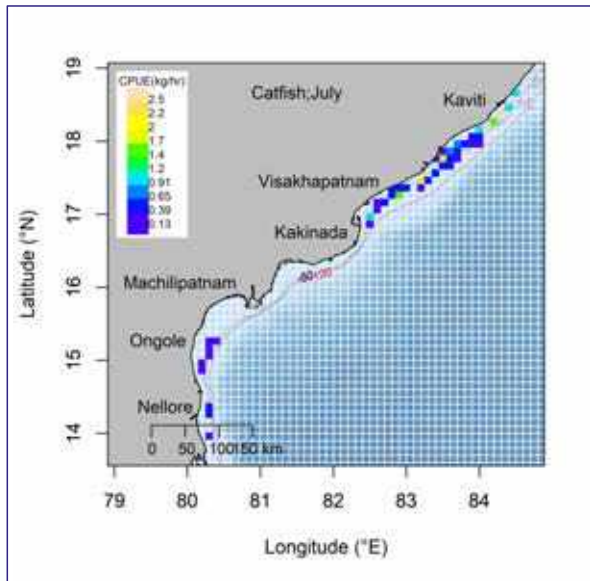 CPUE(kg/hr)
2.5
2.2
2
1.7
1.4
1.2
0.91
0.65
0.39
0.13
Catfish;July
Kaviti
Visakhapatnam
Kakinada
Machilipatnam
Ongole
Nellore
0 50 100 150 km
19
18
17
16
15
14
Latitude (°N)
79 80 81 82 83 84
Longitude (°E)